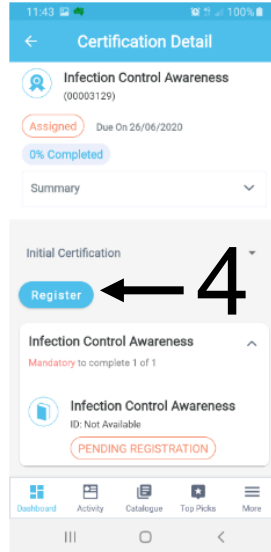 11:43 100%
Certification Detail
Infection Control Awareness
(00003129)
Assigned Due On 26/06/2020
0% Completed
Summary
Initial Certification
Register
4
Infection Control Awareness
Mandatory to complete 1 of 1
Infection Control Awareness
ID: Not Available
PENDING REGISTRATION
Dashboard Activity Catalogue Top Picks More